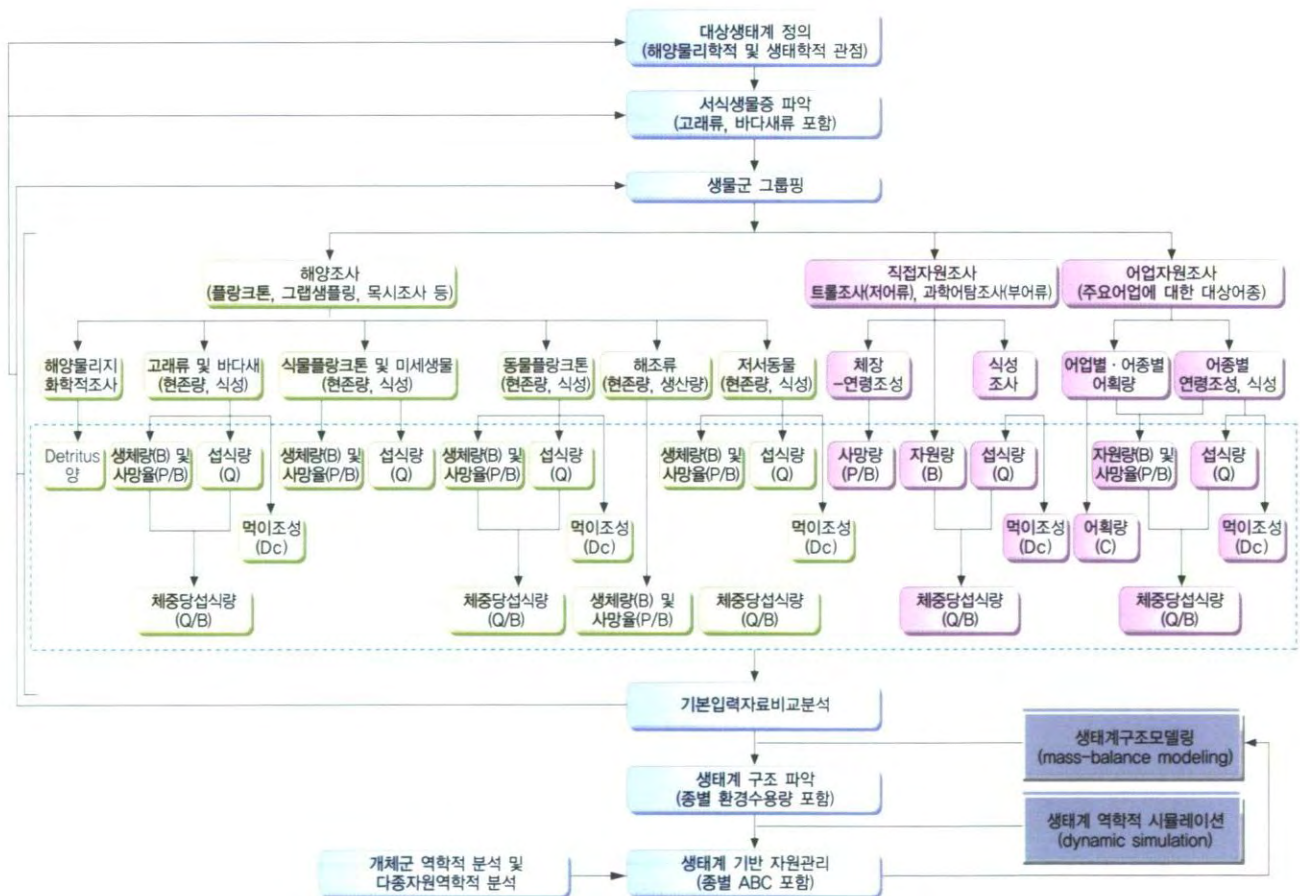 대상생태계 정의
(해양물리학적 및 생태학적 관점)
서식생물종 파악
(고래류, 바다새류 포함)
생물군 그룹핑
해양조사
(플랑크톤, 그랩샘플링, 목시조사 등)
직접자원조사
트롤조사(저어류), 과학어탐조사(부어류)
어업자원조사
(주요어업에 대한 대상어종)
해양물리지
화학적조사
고래류 및 바다새
(현존량, 식성)
식물플랑크톤 및 미세생물
(현존량, 식성)
동물플랑크톤
(현존량, 식성)
해조류
(현존량, 생산량)
저서동물
(현존량, 식성)
체장
-연령조성
식성
조사
어업별·어종별
어획량
어종별
연령조성, 식성
Detritus
양
생체량(B) 및
사망율(P/B)
섭식량
(Q)
생체량(B) 및
사망율(P/B)
섭식량
(Q)
생체량(B) 및
사망율(P/B)
섭식량
(Q)
생체량(B) 및
사망율(P/B)
섭식량
(Q)
사망량
(P/B)
자원량
(B)
섭식량
(Q)
자원량(B) 및
사망율(P/B)
섭식량
(Q)
먹이조성
(Dc)
먹이조성
(Dc)
먹이조성
(Dc)
먹이조성
(Dc)
어획량
(C)
먹이조성
(Dc)
체중당섭식량
(Q/B)
체중당섭식량
(Q/B)
생체량(B) 및
사망율(P/B)
체중당섭식량
(Q/B)
체중당섭식량
(Q/B)
체중당섭식량
(Q/B)
기본입력자료비교분석
생태계구조모델링
(mass-balance modeling)
생태계 구조 파악
(종별 환경수용량 포함)
생태계 역학적 시뮬레이션
(dynamic simulation)
개체군 역학적 분석 및
다종자원역학적 분석
생태계 기반 자원관리
(종별 ABC 포함)